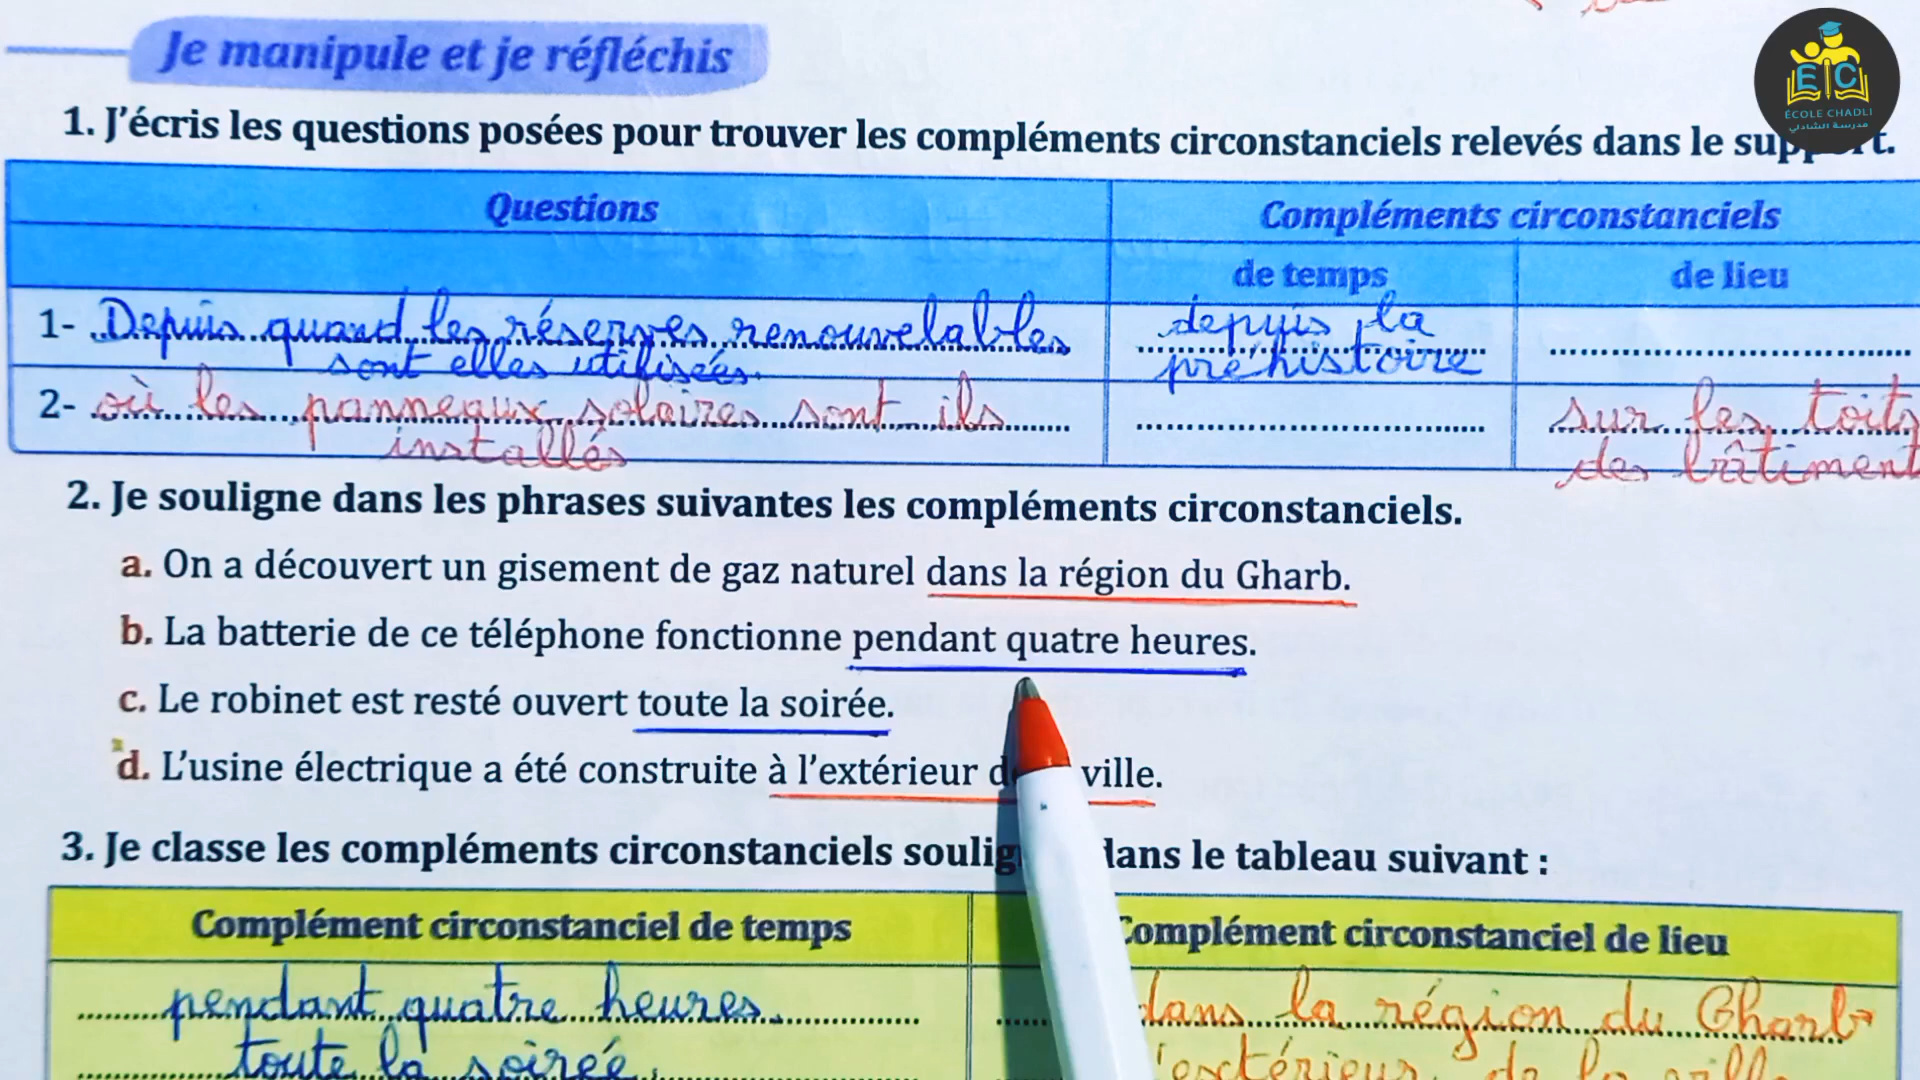 Je manipule et je réfléchis
ÉCOLE CHADLI
مدرسة الشادلي
1. J'écris les questions posées pour trouver les compléments circonstanciels relevés dans le
Questions
Compléments circonstanciels
de temps
de lieu
1- Depuis quand les réserves renouvelables
sont elles utilisées.
depuis la
préhistoire
2- où les panneaux solaires sont ils
installés
sur les toits
des bâtiment
2. Je souligne dans les phrases suivantes les compléments circonstanciels.
a. On a découvert un gisement de gaz naturel dans la région du Gharb.
b. La batterie de ce téléphone fonctionne pendant quatre heures.
c. Le robinet est resté ouvert toute la soirée.
d. L'usine électrique a été construite à l'extérieur ville.
3. Je classe les compléments circonstanciels dans le tableau suivant :
Complément circonstanciel de temps
Complément circonstanciel de lieu
pendant quatre heures.
dans la région du Gharb
toute la soirée.
l'extérieur de la ville